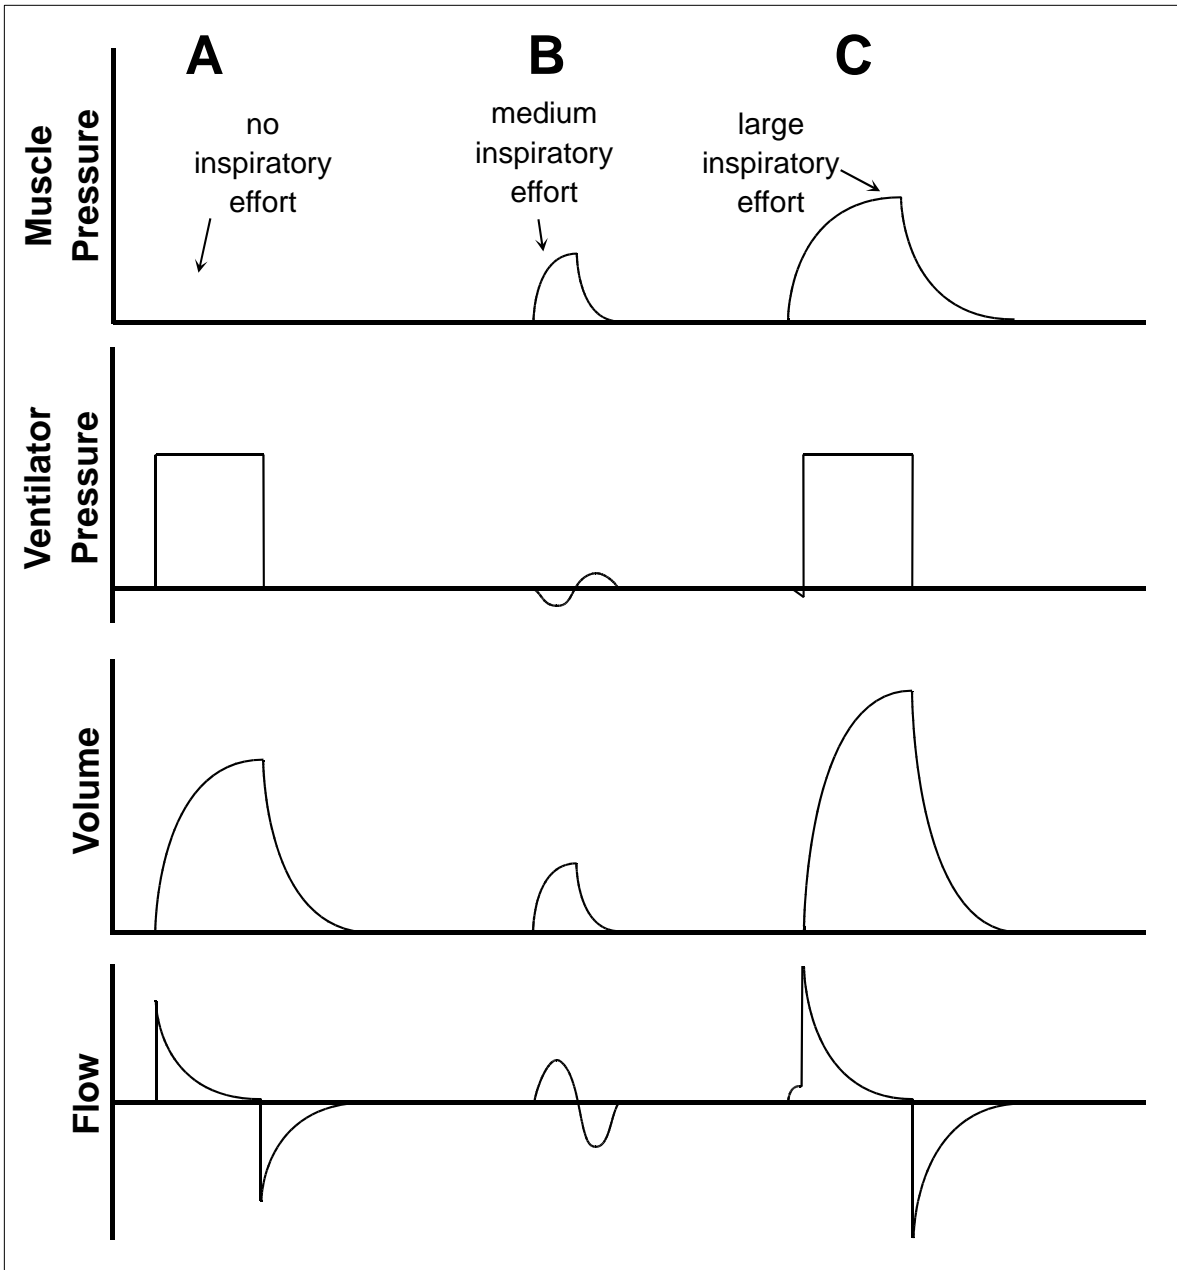 A
B
C
no
inspiratory
effort
medium
inspiratory
effort
large
inspiratory
effort
Muscle
Pressure
Ventilator
Pressure
Volume
Flow